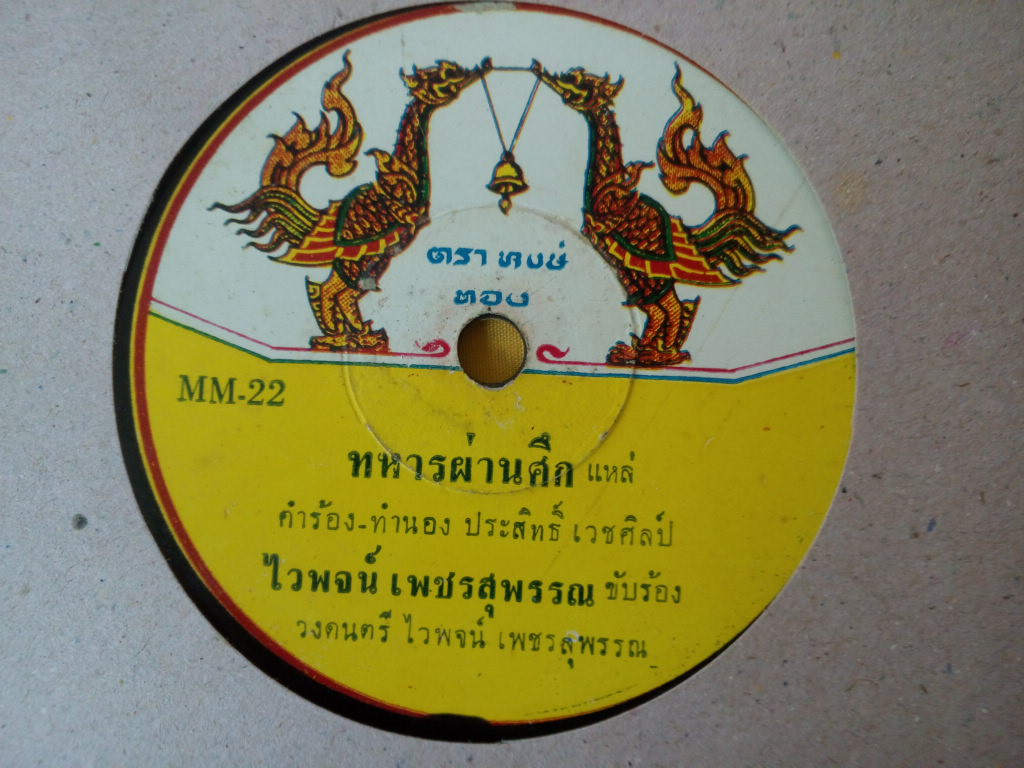 ตรา หงษ์
ทอง
MM-22
ทหารผ่านศึก แหล่
คำร้อง-ทำนอง ประสิทธิ์ เวชศิลป์
ไวพจน์ เพชรสุพรรณ ขับร้อง
วงดนตรี ไวพจน์ เพชรสุพรรณ